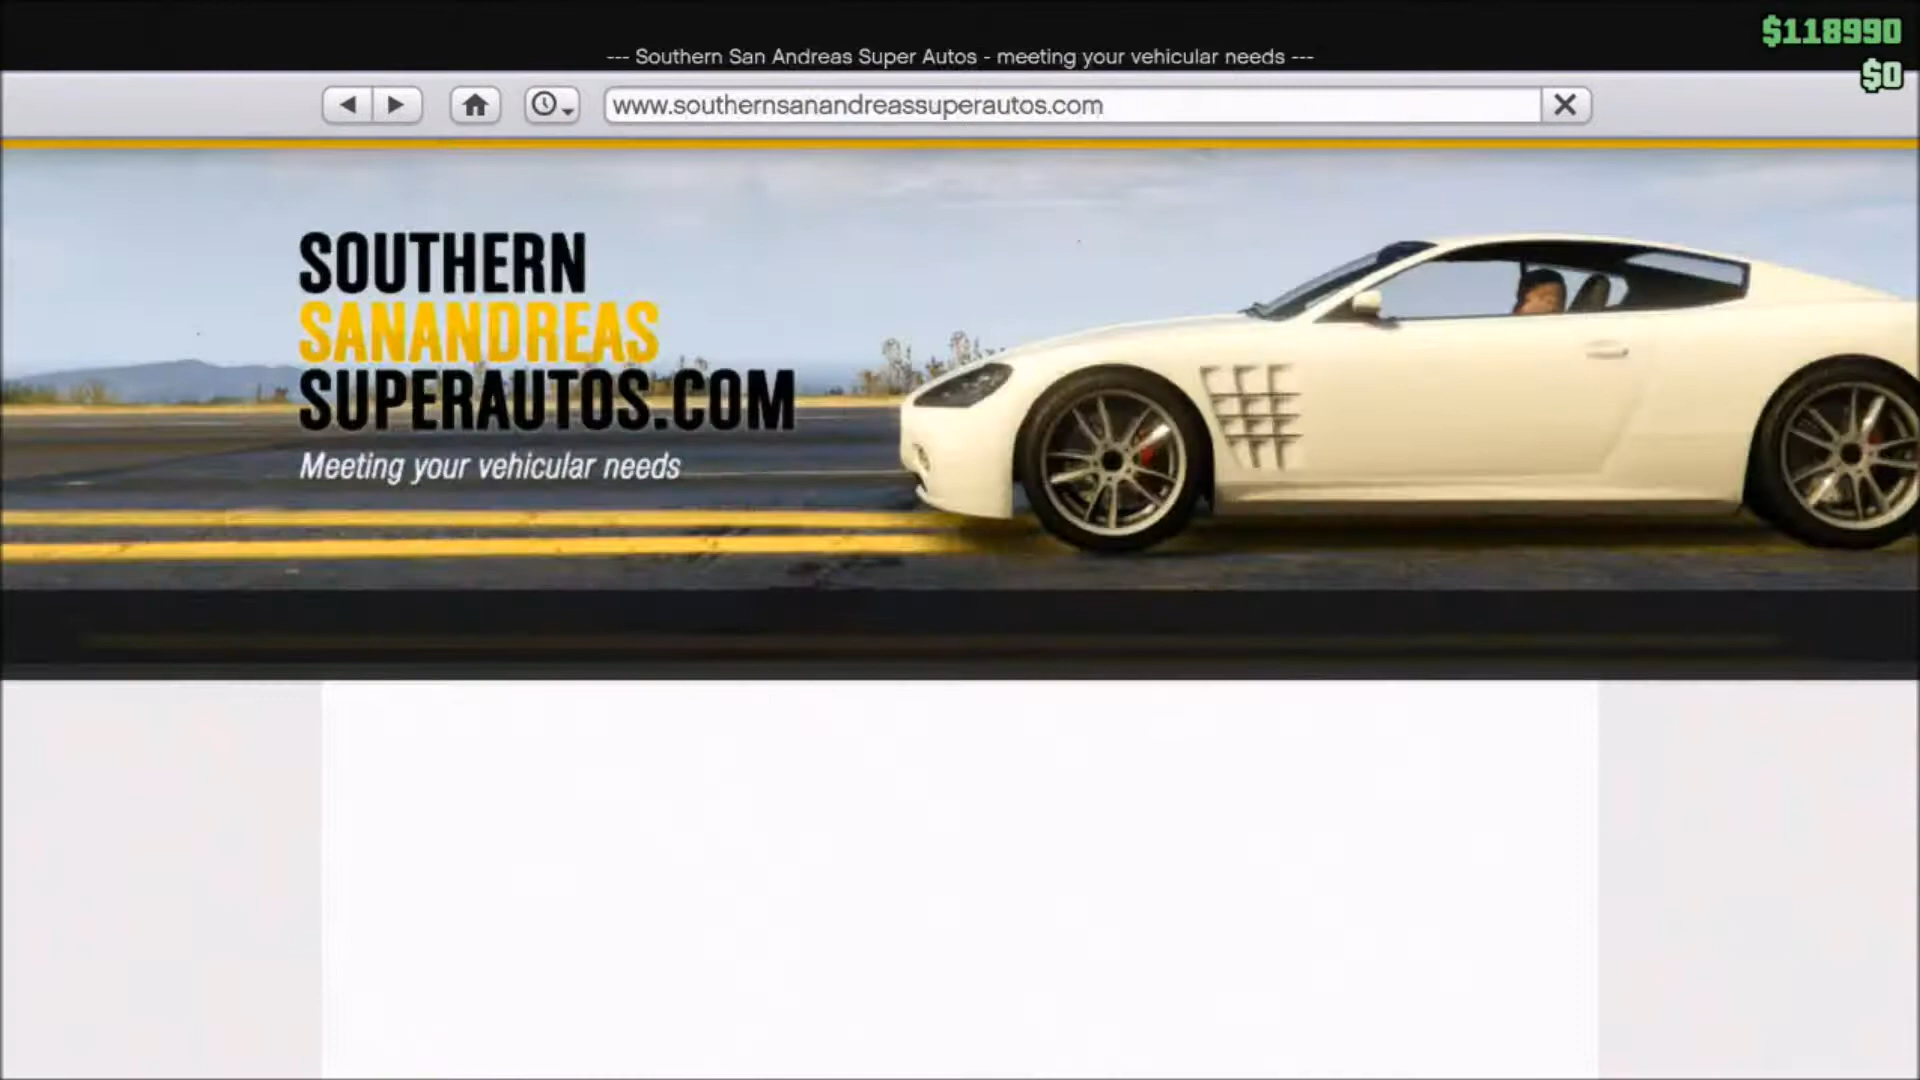 $118990
--- Southern San Andreas Super Autos - meeting your vehicular needs ---
$0
www.southernsanandreassuperautos.com
SOUTHERN
SANANDREAS
SUPERAUTOS.COM
Meeting your vehicular needs